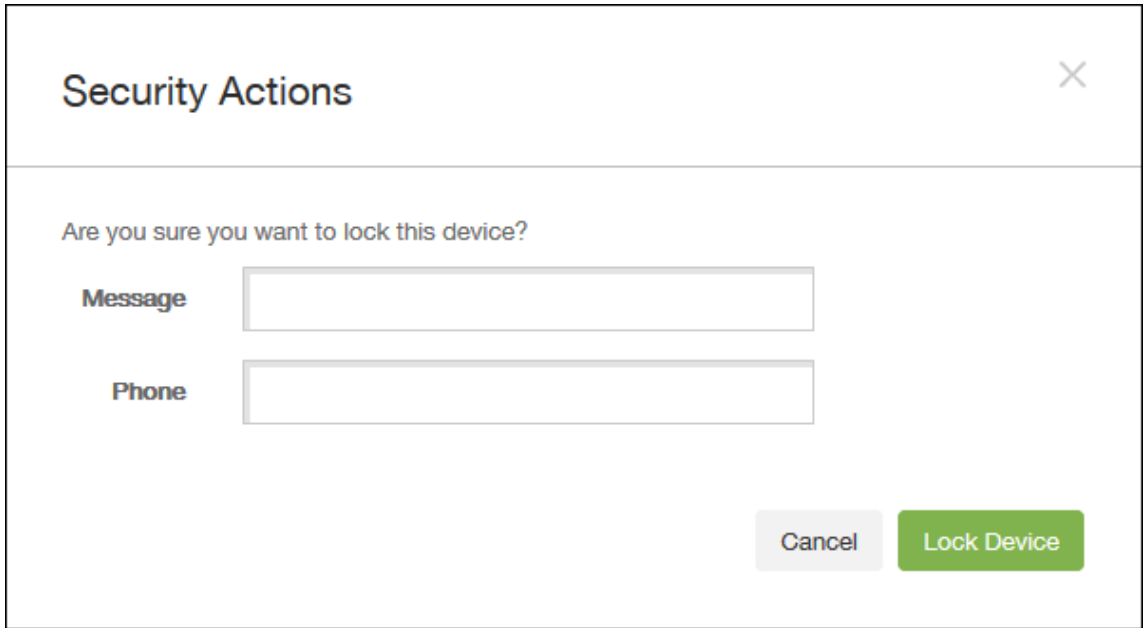 Security Actions
Are you sure you want to lock this device?
Message
Phone
Cancel Lock Device